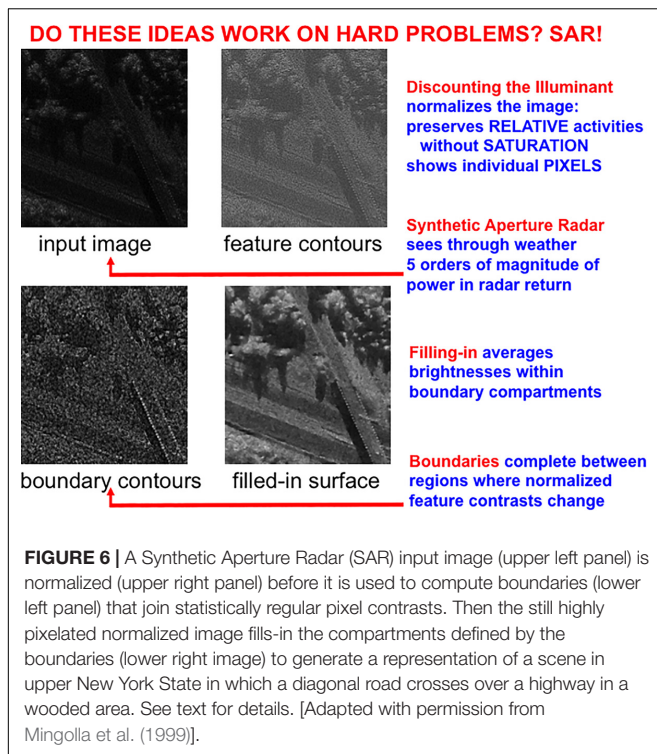 DO THESE IDEAS WORK ON HARD PROBLEMS? SAR!
Discounting the Illuminant
normalizes the image:
preserves RELATIVE activities
without SATURATION
shows individual PIXELS
input image
feature contours
Synthetic Aperture Radar
sees through weather
5 orders of magnitude of
power in radar return
Filling-in averages
brightnesses within
boundary compartments
boundary contours
filled-in surface
Boundaries complete between
regions where normalized
feature contrasts change
FIGURE 6 | A Synthetic Aperture Radar (SAR) input image (upper left panel) is
normalized (upper right panel) before it is used to compute boundaries (lower
left panel) that join statistically regular pixel contrasts. Then the still highly
pixelated normalized image fills-in the compartments defined by the
boundaries (lower right image) to generate a representation of a scene in
upper New York State in which a diagonal road crosses over a highway in a
wooded area. See text for details. [Adapted with permission from
Mingolla et al. (1999)].